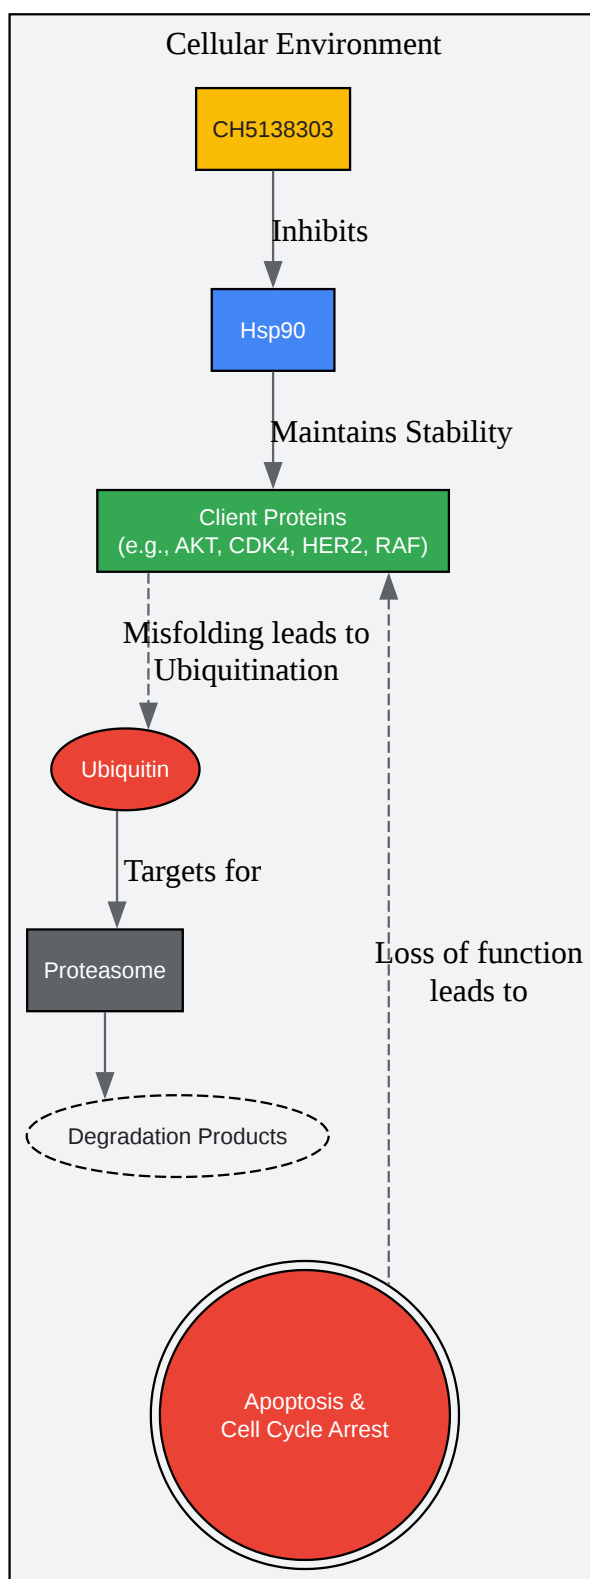 Cellular Environment
CH5138303
Inhibits
Hsp90
Maintains Stability
Client Proteins
(e.g., AKT, CDK4, HER2, RAF)
Misfolding leads to
Ubiquitination
Ubiquitin
Targets for
Proteasome
Loss of function
leads to
Degradation Products
Apoptosis &
Cell Cycle Arrest